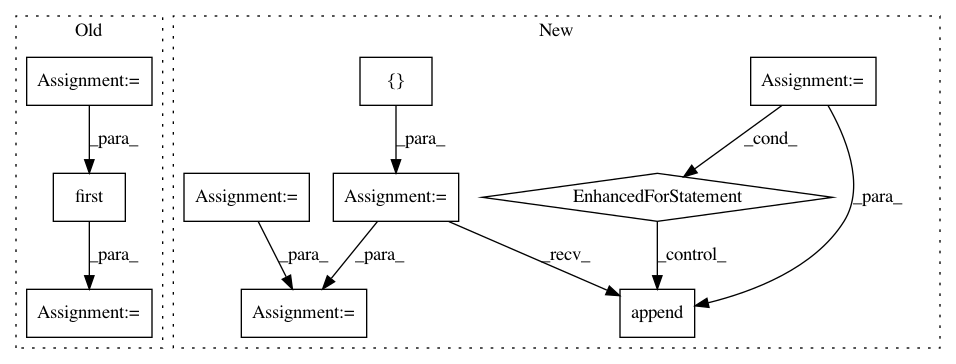 Old
New
Assignment:=
{}
Assignment:=
_para_
_para_
_cond_
first
Assignment:=
Assignment:=
EnhancedForStatement
_para_
_para_
_para_
_para_
_recv_
_control_
Assignment:=
Assignment:=
append